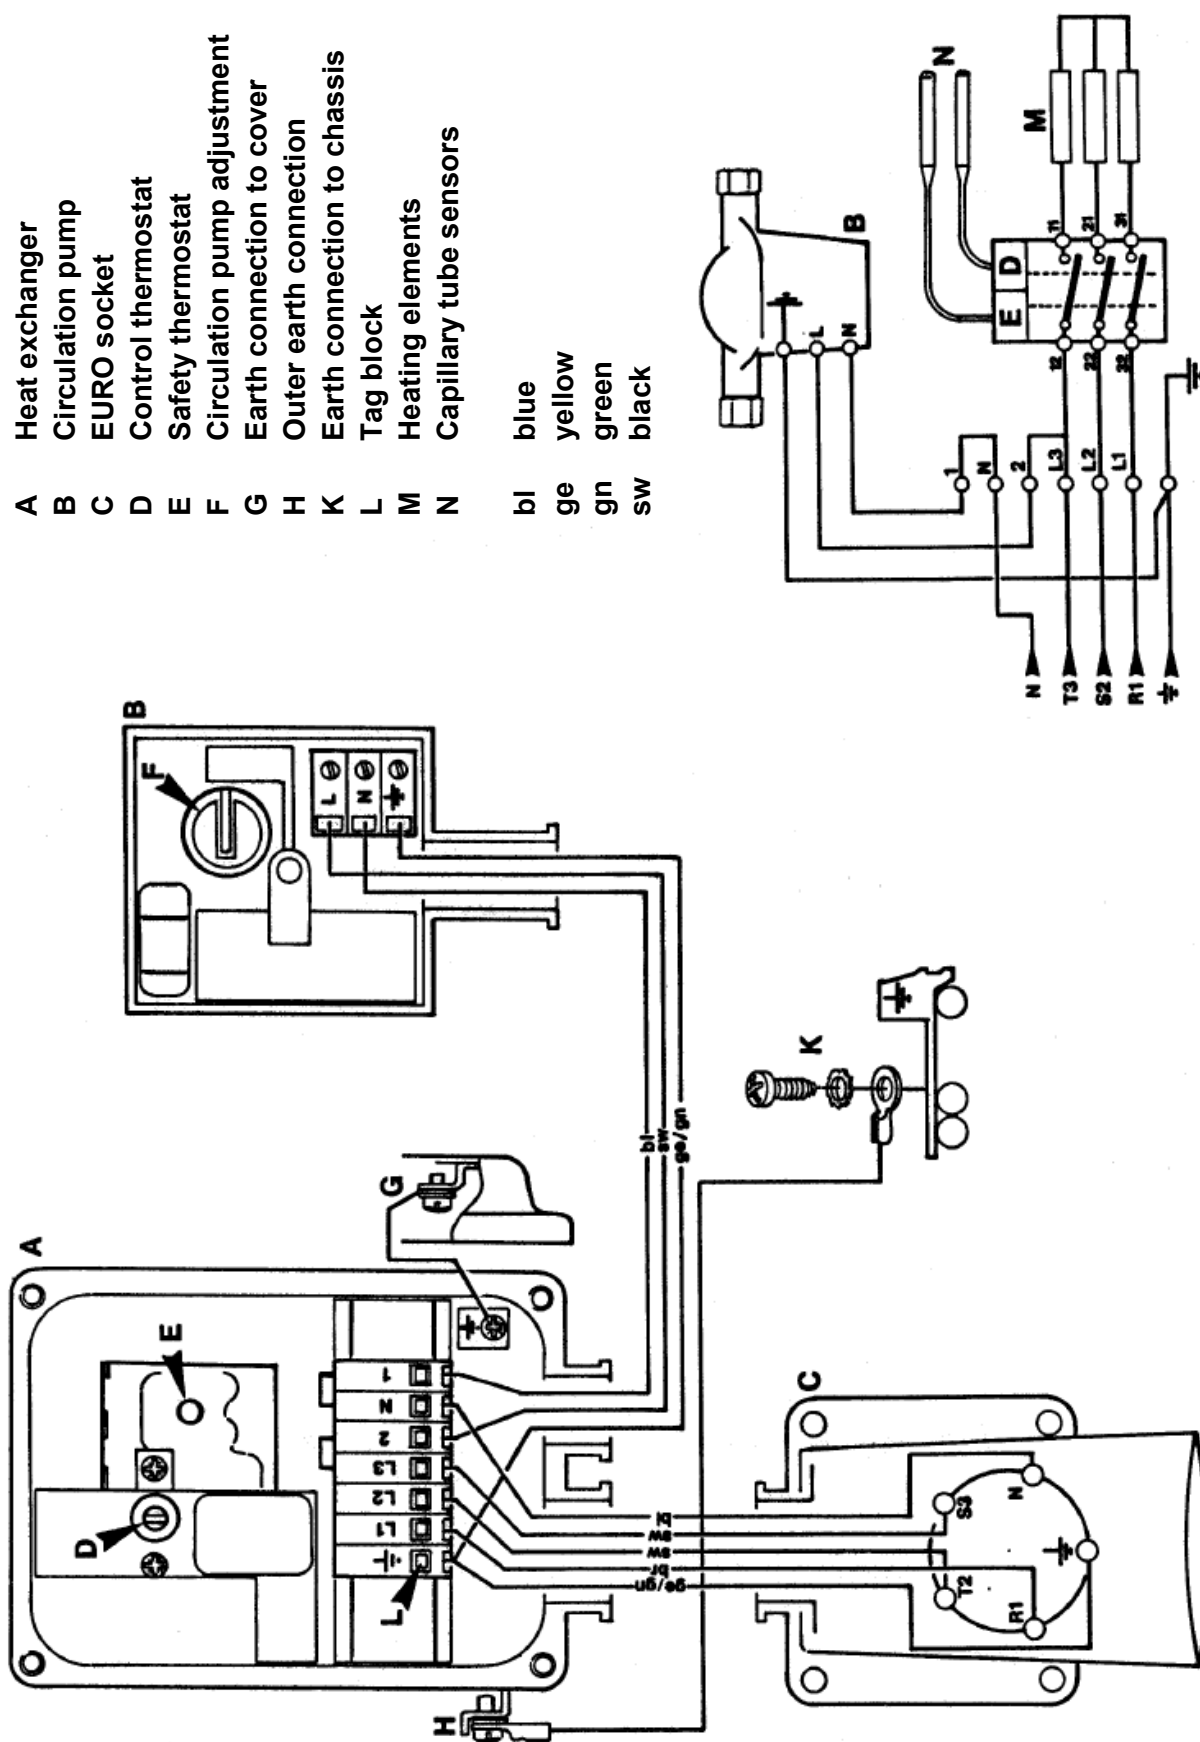 A Heat exchanger
B Circulation pump
C EURO socket
D Control thermostat
E Safety thermostat
F Circulation pump adjustment
G Earth connection to cover
H Outer earth connection
K Earth connection to chassis
L Tag block
M Heating elements
N Capillary tube sensors
bl blue
ge yellow
gn green
sw black
A
D
E
L
L1
L2
L3
2
N
1
G
H
B
F
L
N
bl
sw
ge/gn
K
C
ge/gn
br
sw
sw
bl
R1
T2
S3
N
B
L
N
N
T3
S2
R1
1
N
2
L3
L2
L1
12
22
32
E
D
11
21
31
M
N